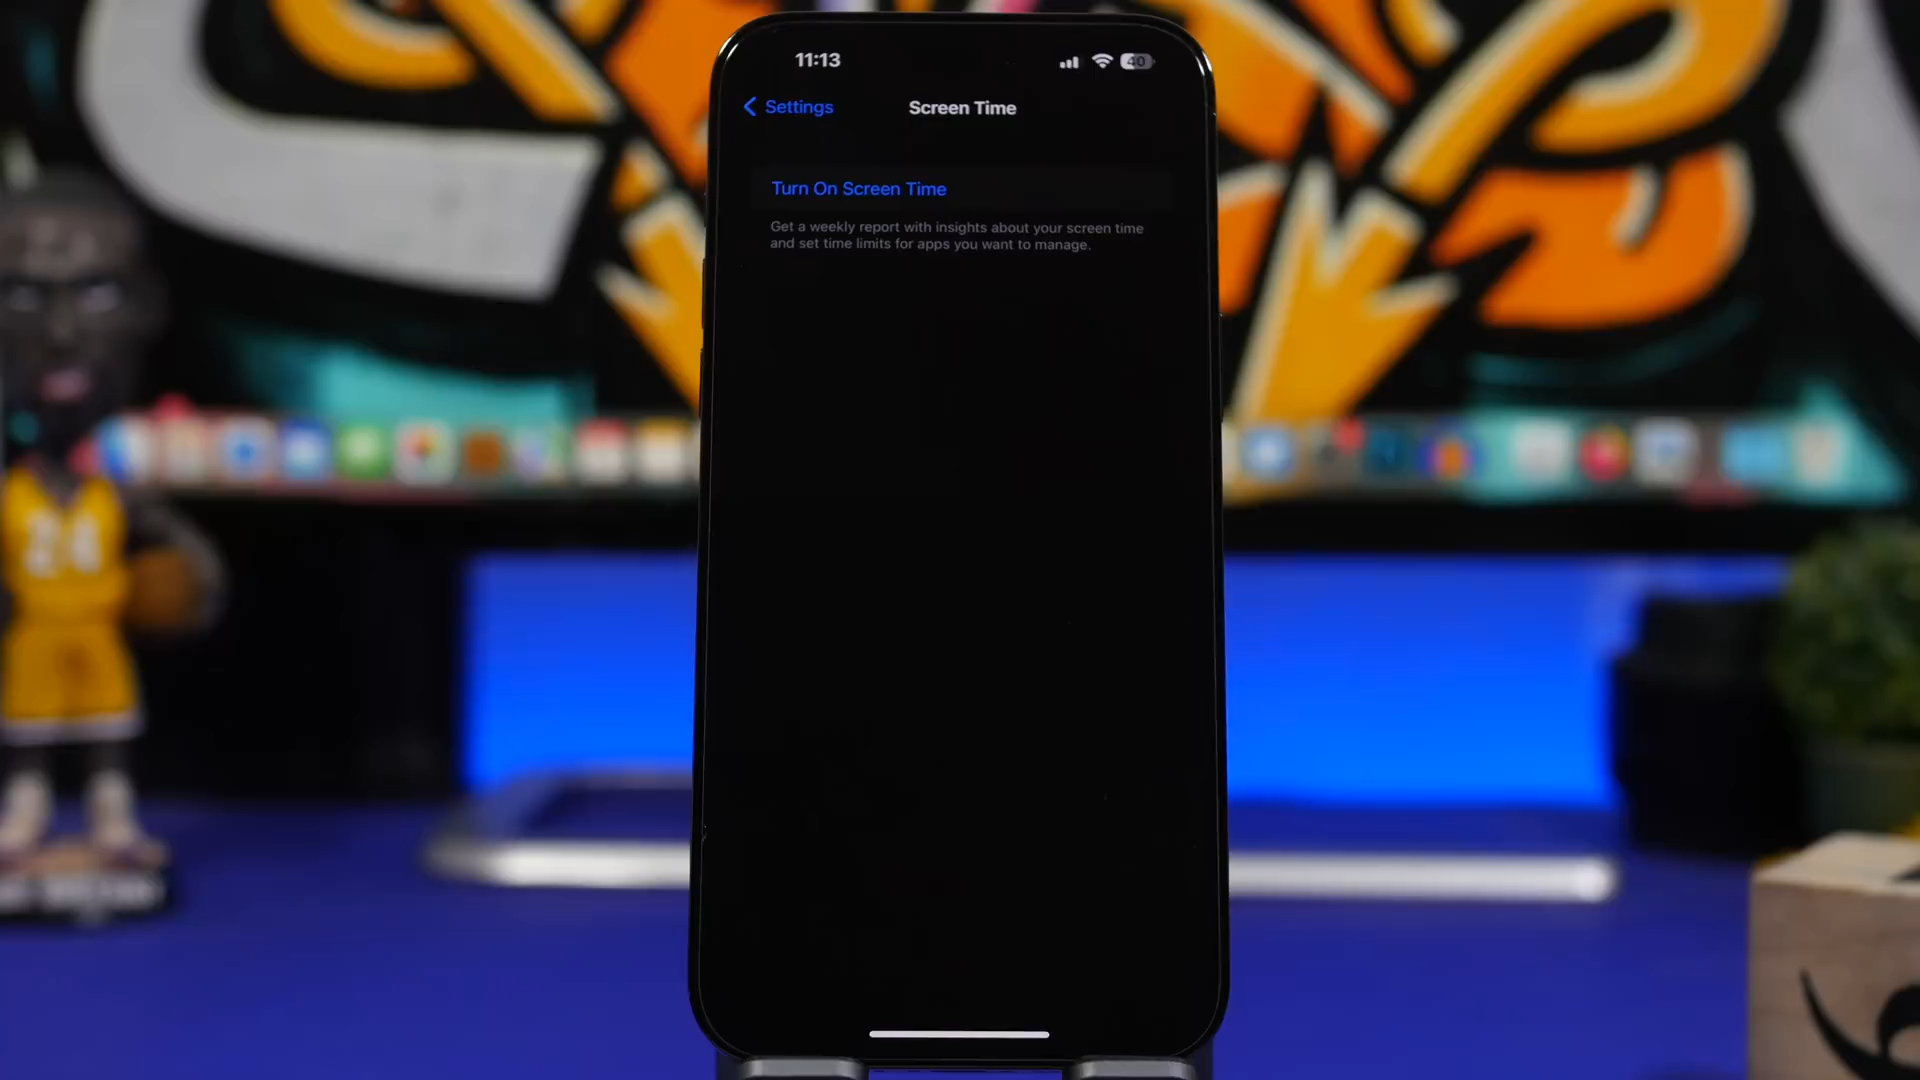 11:13
40
Settings
Screen Time
Turn On Screen Time
Get a weekly report with insights about your screen time
and set time limits for apps you want to manage.
24